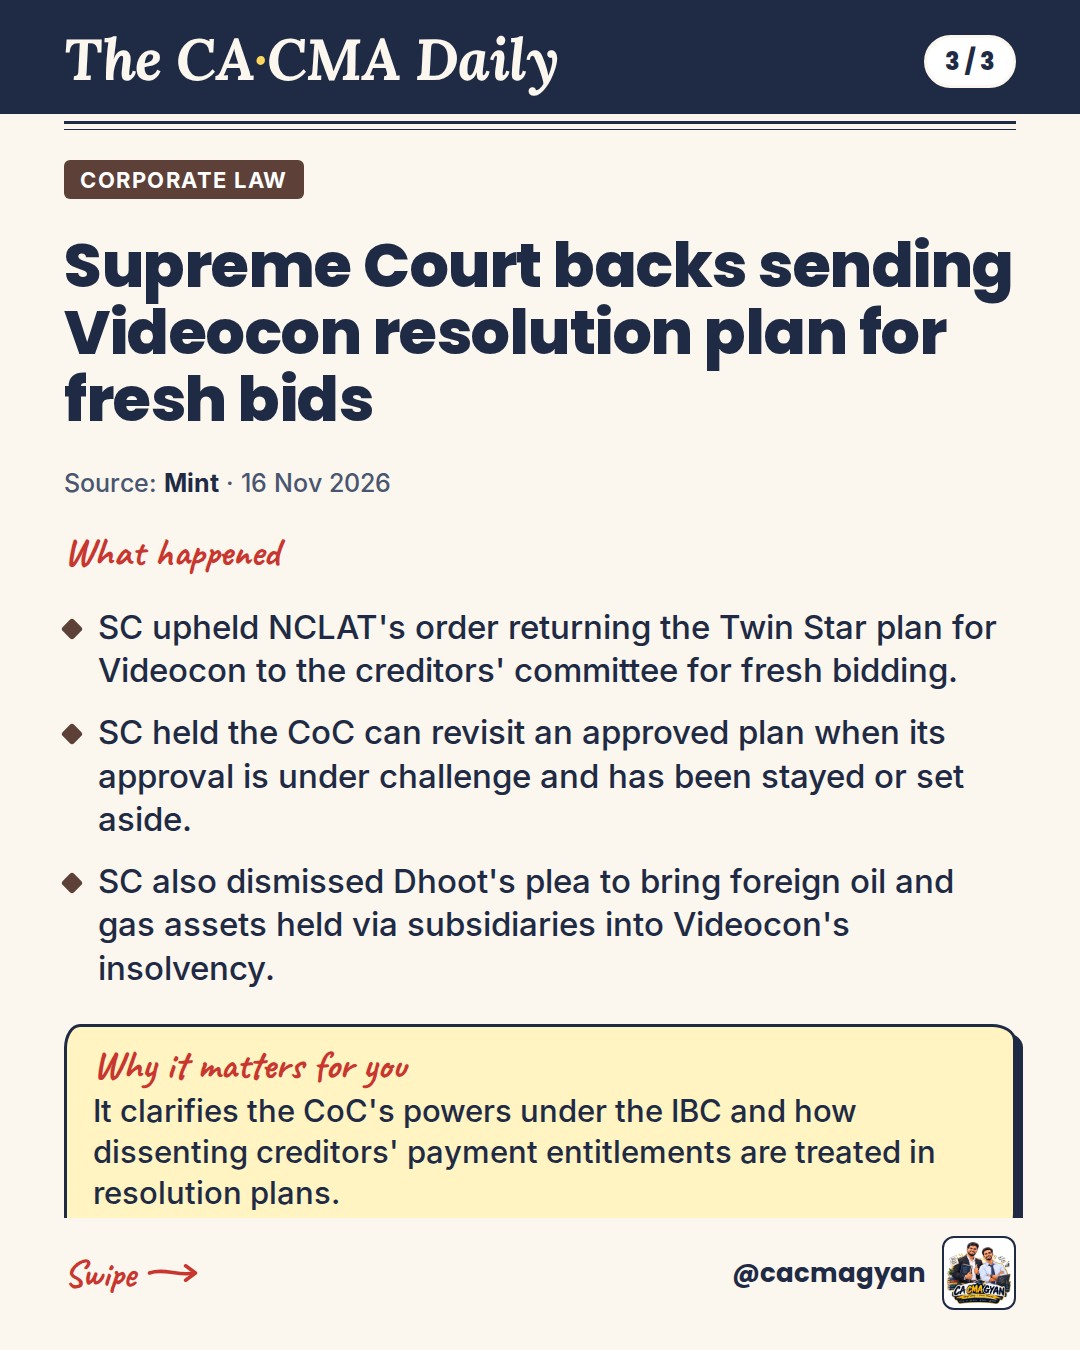 The CA·CMA Daily
3 / 3
CORPORATE LAW
Supreme Court backs sending
Videocon resolution plan for
fresh bids
Source: Mint · 16 Nov 2026
What happened
SC upheld NCLAT's order returning the Twin Star plan for
Videocon to the creditors' committee for fresh bidding.
SC held the CoC can revisit an approved plan when its
approval is under challenge and has been stayed or set
aside.
SC also dismissed Dhoot's plea to bring foreign oil and
gas assets held via subsidiaries into Videocon's
insolvency.
Why it matters for you
It clarifies the CoC's powers under the IBC and how
dissenting creditors' payment entitlements are treated in
resolution plans.
Swipe
@cacmagyan
CA CMA GYAN